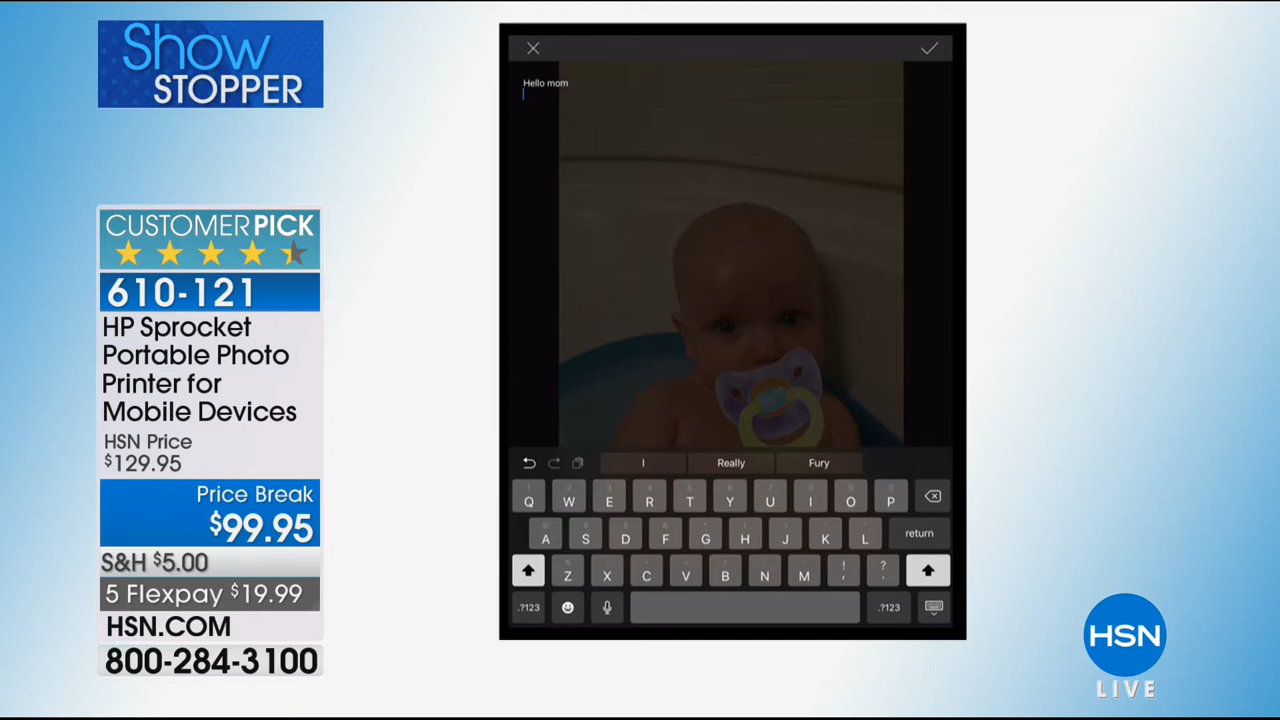 Show
STOPPER
CUSTOMER PICK
610-121
HP Sprocket
Portable Photo
Printer for
Mobile Devices
HSN Price
$129.95
Price Break
$99.95
S&H $5.00
5 Flexpay $19.99
HSN.COM
800-284-3100
Hello mom
I Really Fury
Q W E R T Y U I O P
A S D F G H J K L return
Z X C V B N M ! , ? .
.?123 .?123
HSN
LIVE